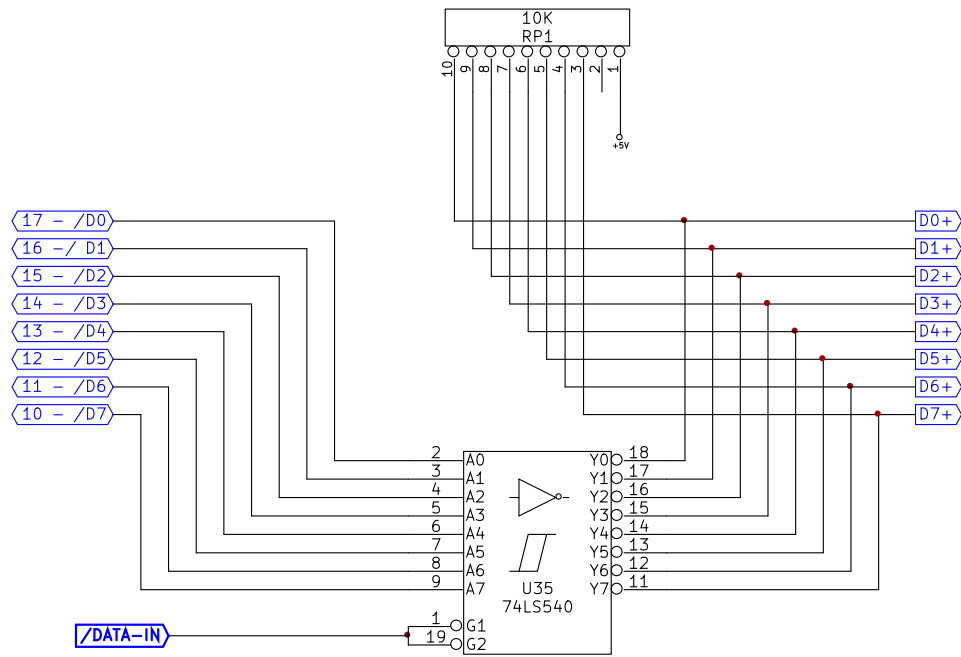 10K
RP1
10 9 8 7 6 5 4 3 2 1
+5V
17 - /D0 D0+
16 -/ D1 D1+
15 - /D2 D2+
14 - /D3 D3+
13 - /D4 D4+
12 - /D5 D5+
11 - /D6 D6+
10 - /D7 D7+
2 A0 Y0 18
3 A1 Y1 17
4 A2 Y2 16
5 A3 Y3 15
6 A4 Y4 14
7 A5 Y5 13
8 A6 Y6 12
9 A7 Y7 11
U35
74LS540
1 G1
/DATA-IN
19 G2